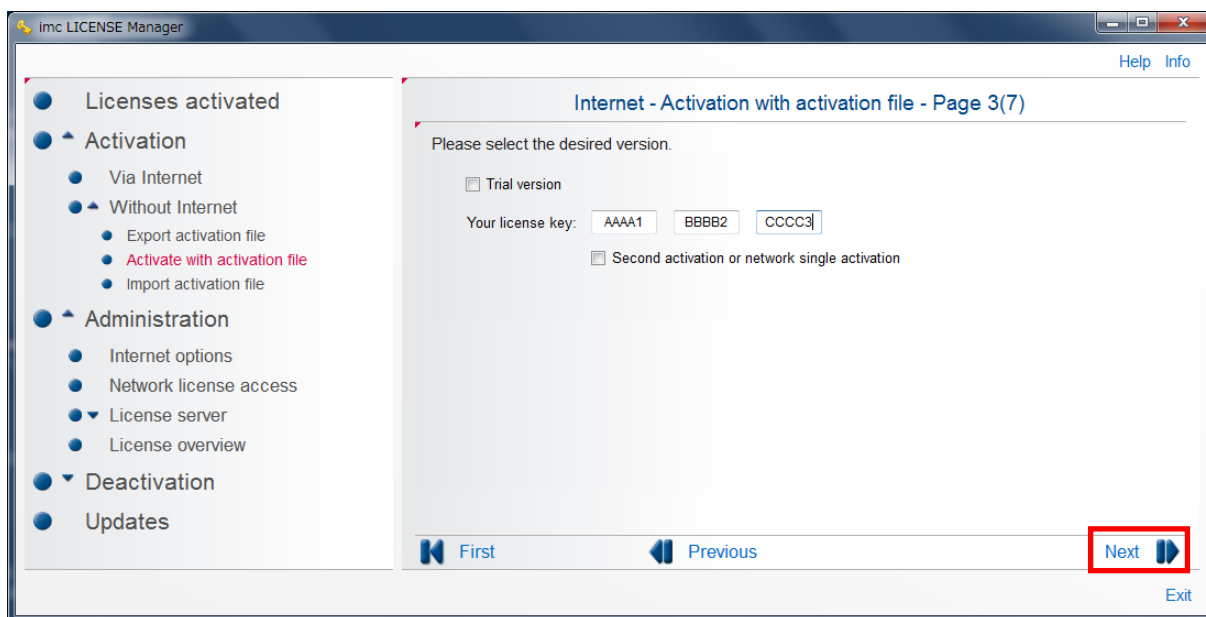 imc LICENSE Manager
Help Info
Licenses activated
Activation
Via Internet
Without Internet
Export activation file
Activate with activation file
Import activation file
Administration
Internet options
Network license access
License server
License overview
Deactivation
Updates
Internet - Activation with activation file - Page 3(7)
Please select the desired version.
Trial version
Your license key: AAAA1 BBBB2 CCCC3
Second activation or network single activation
First Previous Next
Exit